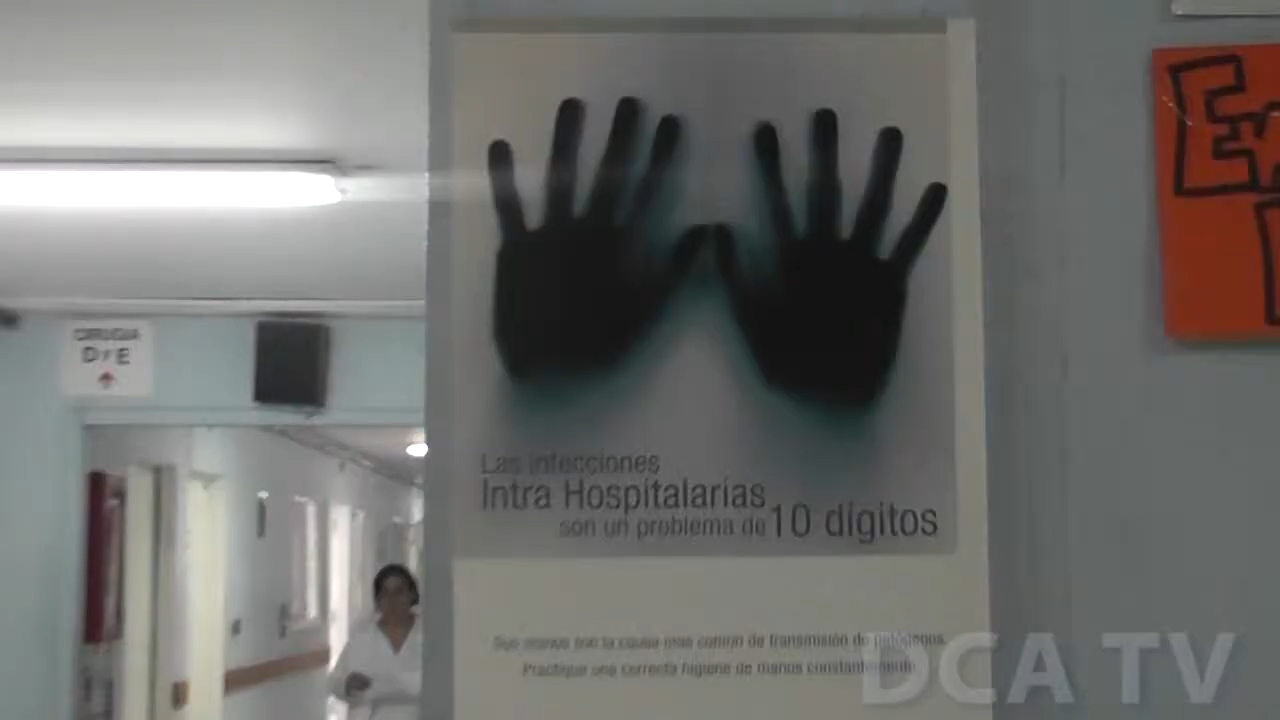 CIRUGIA
D Y E
Las Infecciones
Intra Hospitalarias
son un problema de 10 dígitos
Sus manos son la causa más común de transmisión de patógenos.
Practique una correcta higiene de manos constantemente.
DCA TV